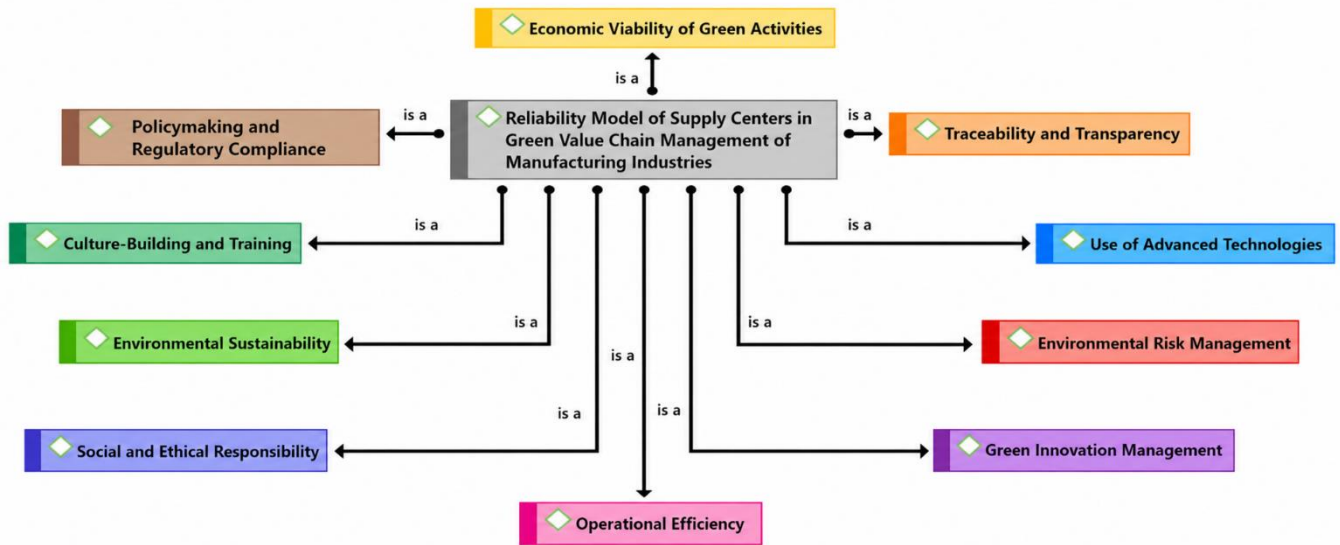 Economic Viability of Green Activities
is a
Policymaking and
Regulatory Compliance
is a
Reliability Model of Supply Centers in
Green Value Chain Management of
Manufacturing Industries
is a
Traceability and Transparency
Culture-Building and Training
is a
is a
Use of Advanced Technologies
Environmental Sustainability
is a
is a
is a
Environmental Risk Management
Social and Ethical Responsibility
is a
is a
Green Innovation Management
Operational Efficiency